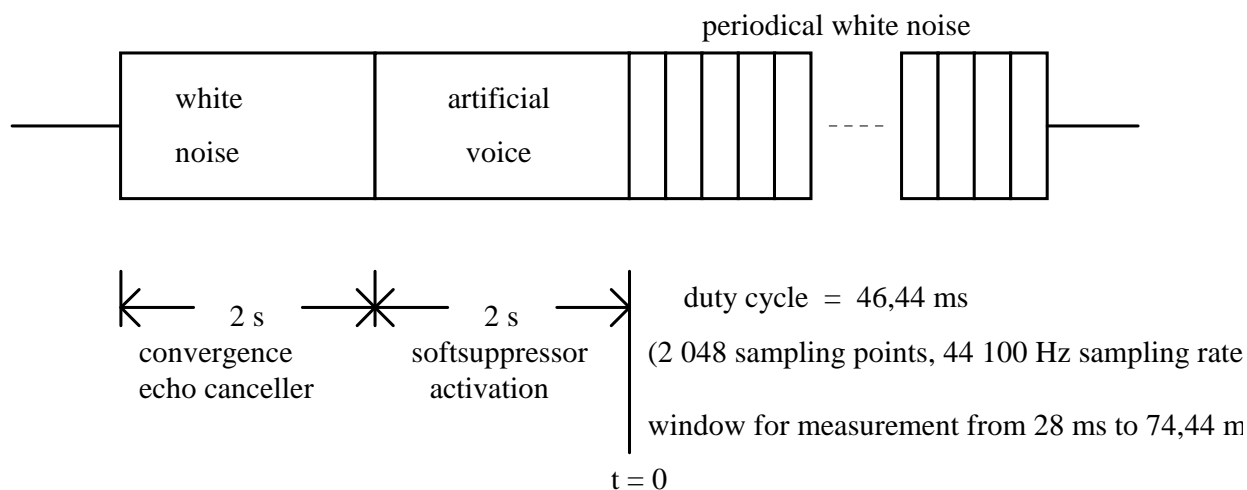 periodical white noise
white
noise
artificial
voice
2 s
convergence
echo canceller
2 s
softsuppressor
activation
duty cycle = 46,44 ms
(2 048 sampling points, 44 100 Hz sampling rate
window for measurement from 28 ms to 74,44 m
t = 0